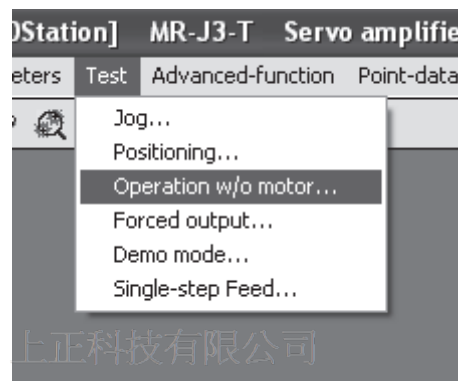 OStation] MR-J3-T Servo amplifie
eters Test Advanced-function Point-data
Jog...
Positioning...
Operation w/o motor...
Forced output...
Demo mode...
Single-step Feed...
上正科技有限公司